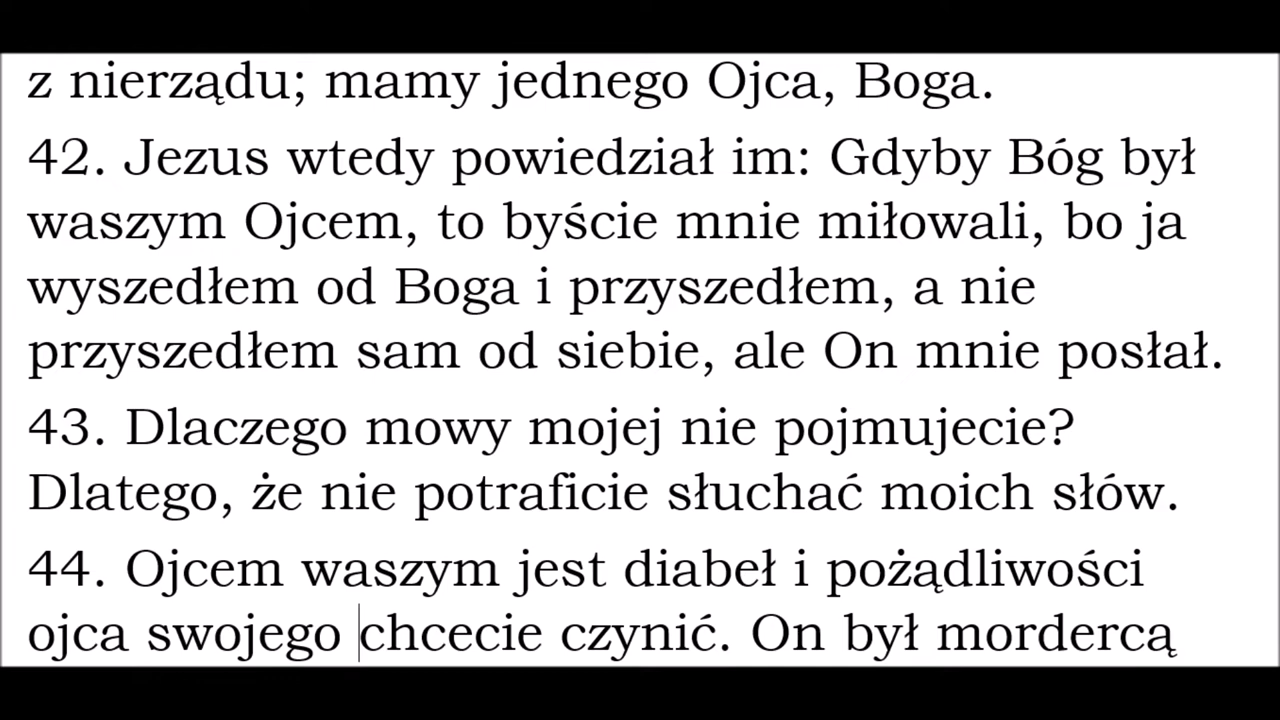 z nierządu; mamy jednego Ojca, Boga.
42. Jezus wtedy powiedział im: Gdyby Bóg był
waszym Ojcem, to byście mnie miłowali, bo ja
wyszedłem od Boga i przyszedłem, a nie
przyszedłem sam od siebie, ale On mnie posłał.
43. Dlaczego mowy mojej nie pojmujecie?
Dlatego, że nie potraficie słuchać moich słów.
44. Ojcem waszym jest diabeł i pożądliwości
ojca swojego chcecie czynić. On był mordercą